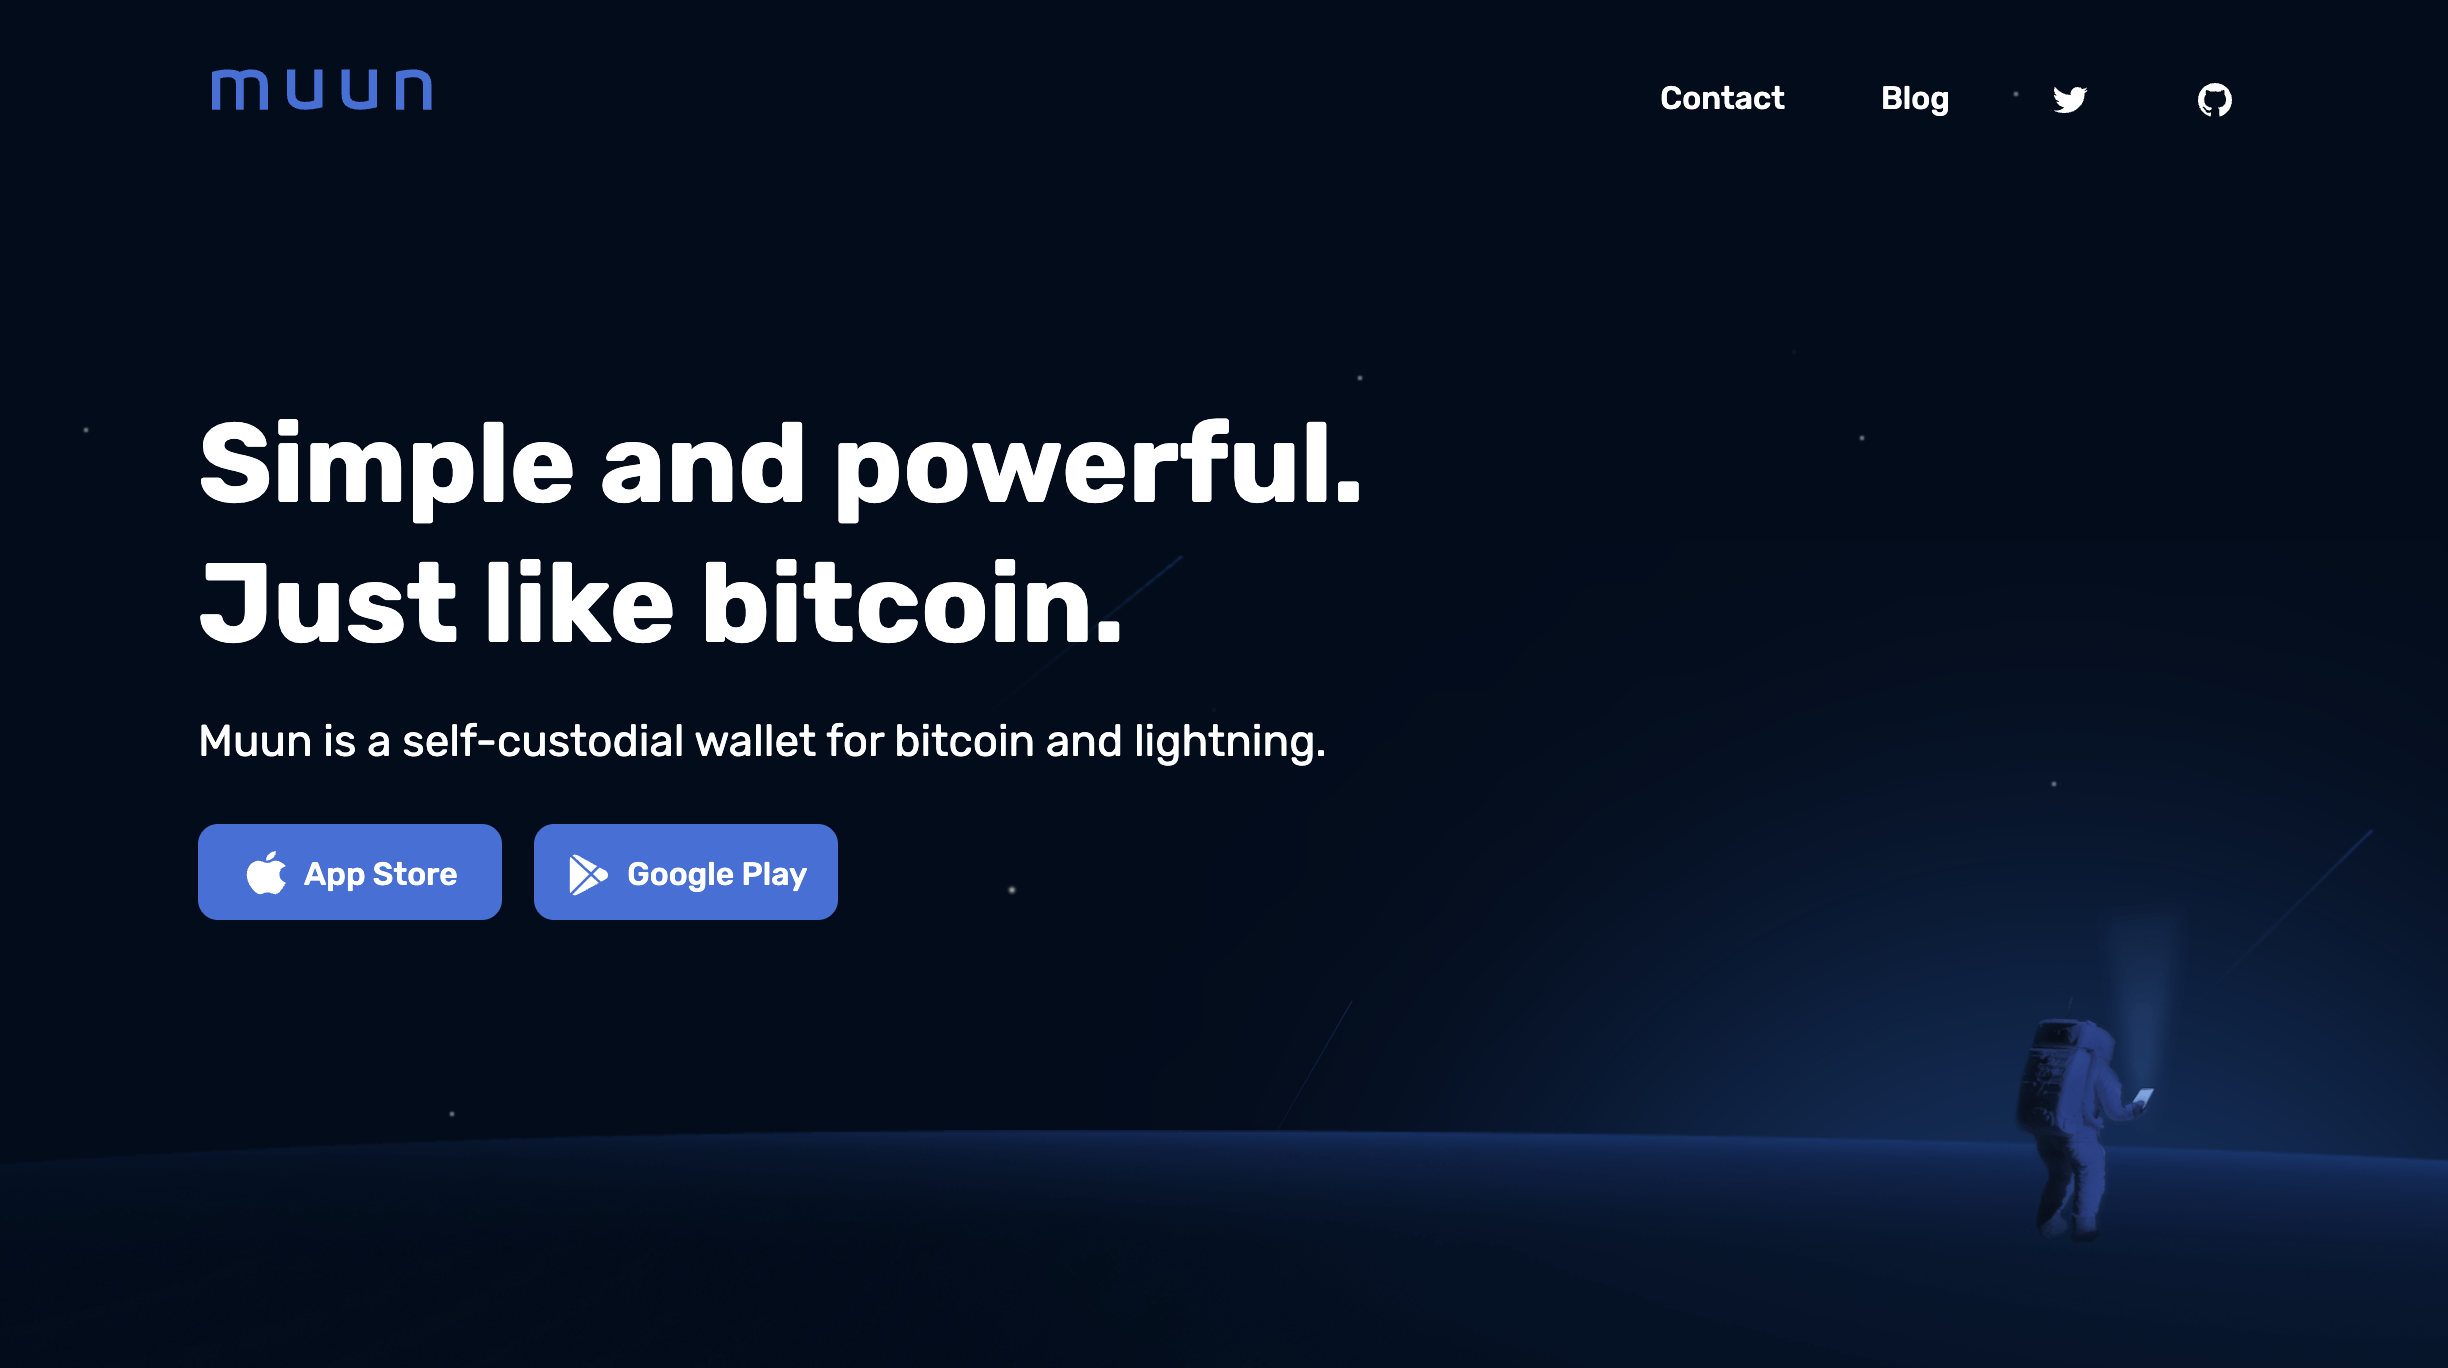 muun
Contact Blog
Simple and powerful.
Just like bitcoin.
Muun is a self-custodial wallet for bitcoin and lightning.
App Store Google Play